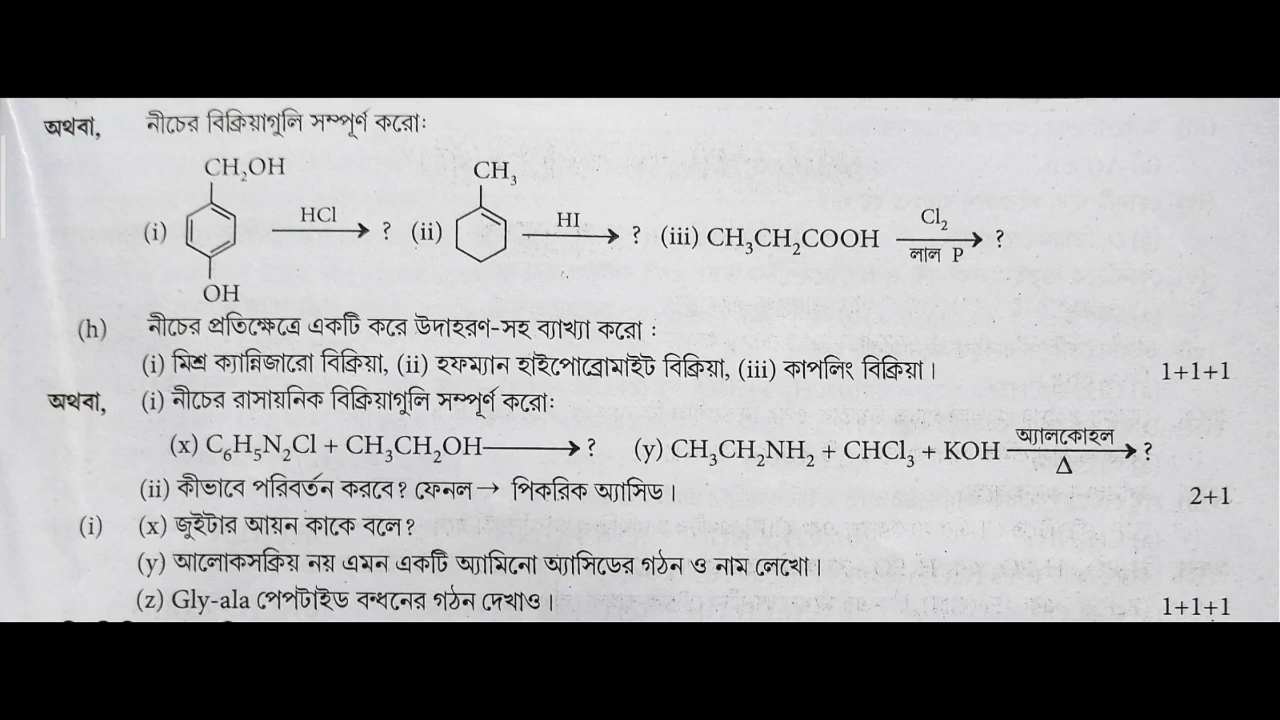 অথবা, নীচের বিক্রিয়াগুলি সম্পূর্ণ করোঃ
CH₂OH CH₃
(i) HCl ? (ii) HI ? (iii) CH₃CH₂COOH Cl₂ লাল P ?
OH
(h) নীচের প্রতিক্ষেত্রে একটি করে উদাহরণ-সহ ব্যাখ্যা করো :
(i) মিশ্র ক্যান্নিজারো বিক্রিয়া, (ii) হফম্যান হাইপোব্রোমাইট বিক্রিয়া, (iii) কাপলিং বিক্রিয়া। 1+1+1
অথবা, (i) নীচের রাসায়নিক বিক্রিয়াগুলি সম্পূর্ণ করোঃ
(x) C₆H₅N₂Cl + CH₃CH₂OH → ? (y) CH₃CH₂NH₂ + CHCl₃ + KOH অ্যালকোহল Δ → ?
(ii) কীভাবে পরিবর্তন করবে? ফেনল → পিকরিক অ্যাসিড। 2+1
(i) (x) জুইটার আয়ন কাকে বলে?
(y) আলোকসক্রিয় নয় এমন একটি অ্যামিনো অ্যাসিডের গঠন ও নাম লেখো।
(z) Gly-ala পেপটাইড বন্ধনের গঠন দেখাও। 1+1+1